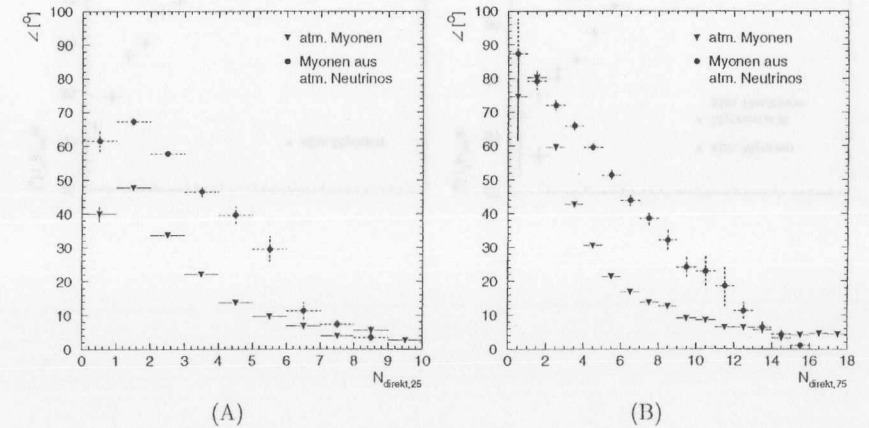 ∠ [°]
100
90
80
70
60
50
40
30
20
10
0
▼ atm. Myonen
● Myonen aus
atm. Neutrinos
0 1 2 3 4 5 6 7 8 9 10
N direkt,25
(A)
∠ [°]
100
90
80
70
60
50
40
30
20
10
0
▼ atm. Myonen
● Myonen aus
atm. Neutrinos
0 2 4 6 8 10 12 14 16 18
N direkt,75
(B)